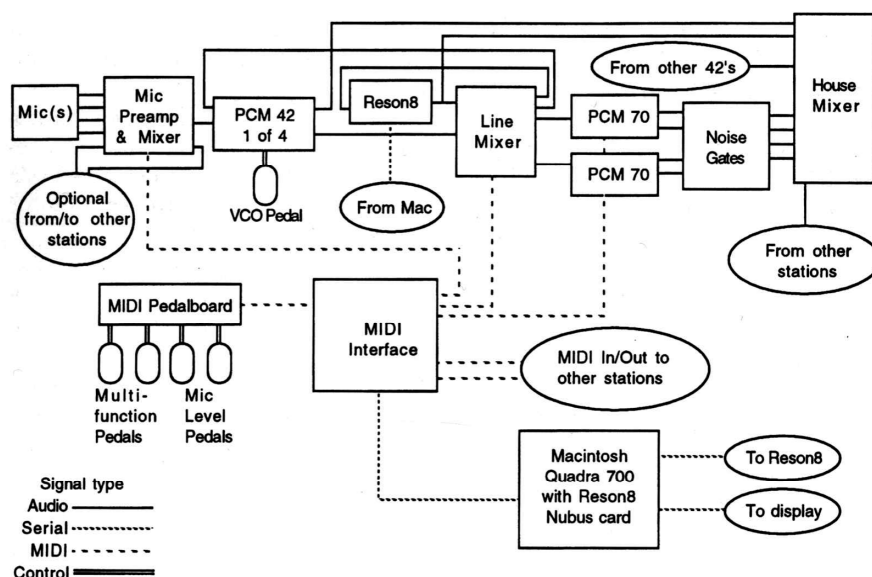 From other 42's
House
Mixer
Mic(s)
Mic
Preamp
& Mixer
PCM 42
1 of 4
Reson8
Line
Mixer
PCM 70
PCM 70
Noise
Gates
Optional
from/to other
stations
VCO Pedal
From Mac
From other
stations
MIDI Pedalboard
MIDI
Interface
MIDI In/Out to
other stations
Multi-
function
Pedals
Mic
Level
Pedals
Macintosh
Quadra 700
with Reson8
Nubus card
To Reson8
To display
Signal type
Audio
Serial
MIDI
Control